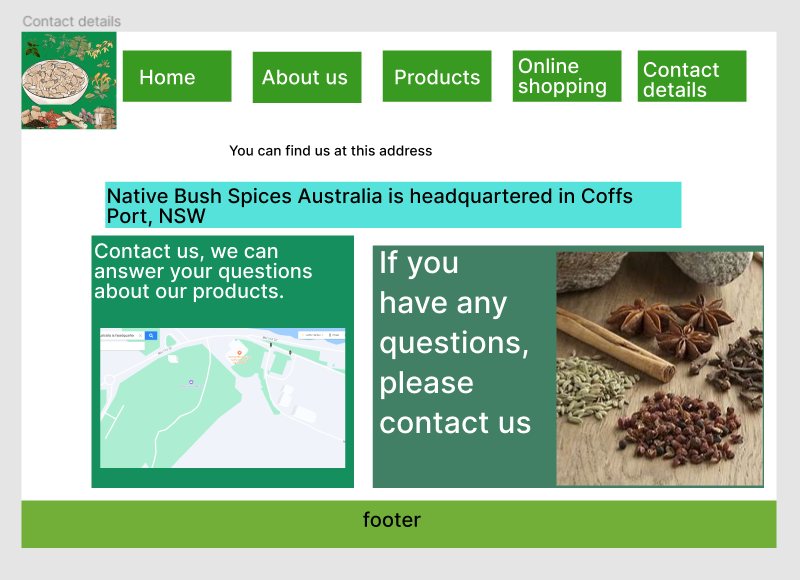 Contact details
Home
About us
Products
Online
shopping
Contact
details
You can find us at this address
Native Bush Spices Australia is headquartered in Coffs
Port, NSW
Contact us, we can
answer your questions
about our products.
If you
have any
questions,
please
contact us
footer